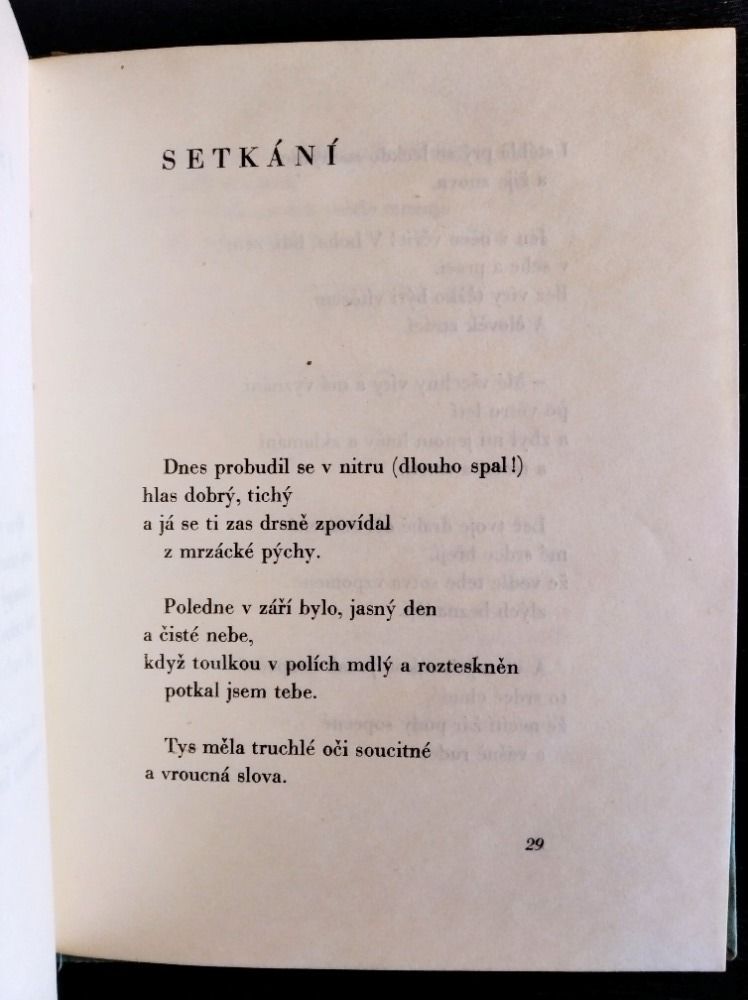 SETKÁNÍ
Dnes probudil se v nitru (dlouho spal!)
hlas dobrý, tichý
a já se ti zas drsně zpovídal
z mrzácké pýchy.
Poledne v září bylo, jasný den
a čisté nebe,
když toulkou v polích mdlý a rozteskněn
potkal jsem tebe.
Tys měla truchlé oči soucitné
a vroucná slova.
29